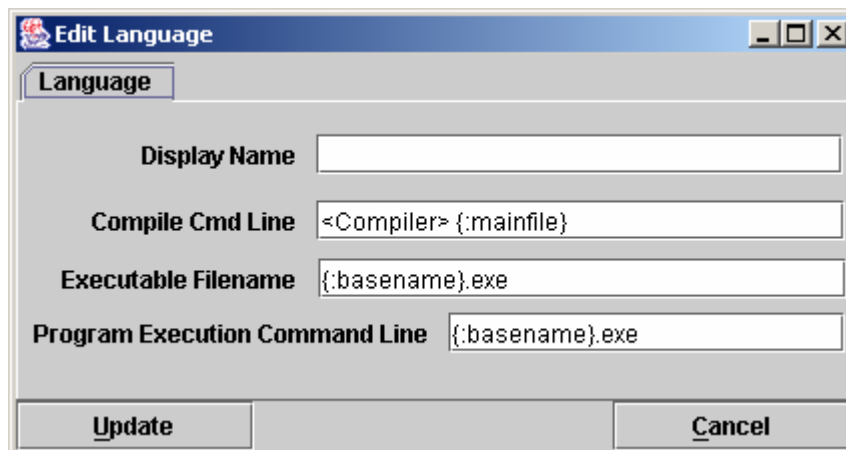 Edit Language
Language
Display Name
Compile Cmd Line <Compiler> {:mainfile}
Executable Filename {:basename}.exe
Program Execution Command Line {:basename}.exe
Update Cancel